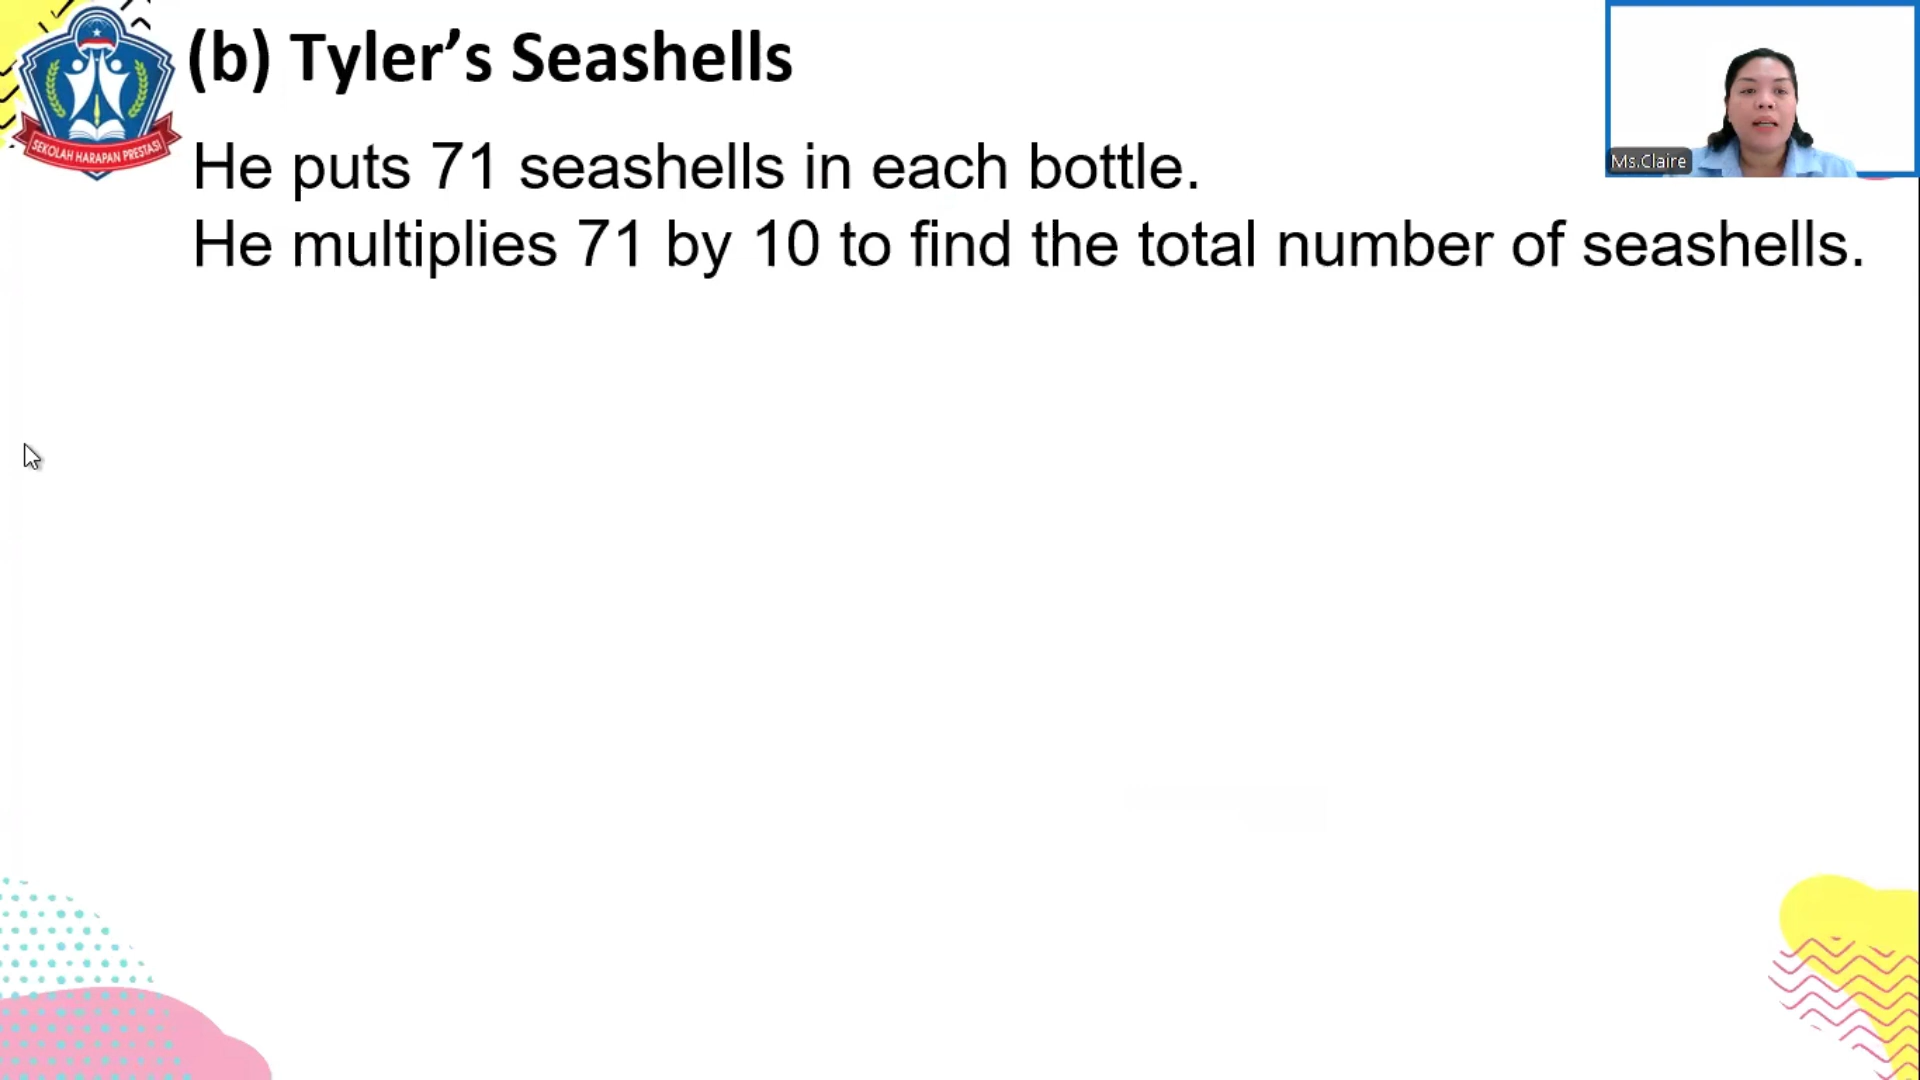 (b) Tyler’s Seashells
SEKOLAH HARAPAN PRESTASI
He puts 71 seashells in each bottle.
He multiplies 71 by 10 to find the total number of seashells.
Ms.Claire